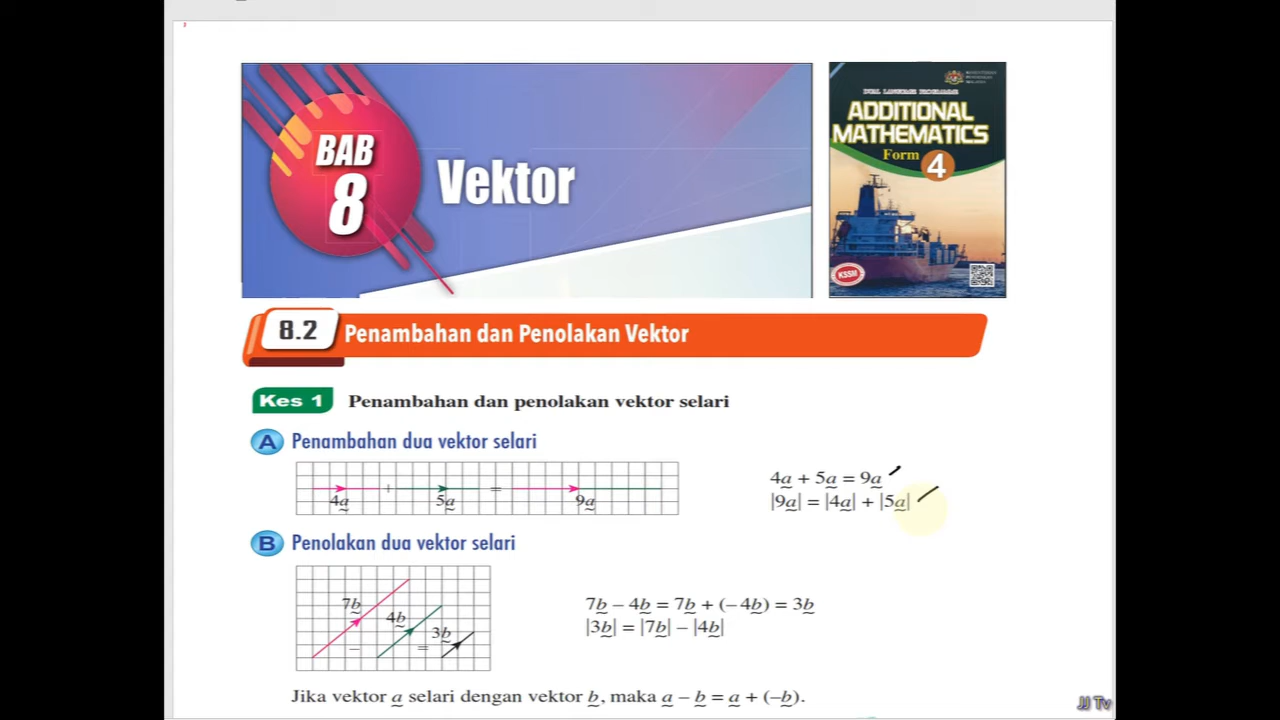 BAB
8
Vektor
DUAL LANGUAGE PROGRAMME
ADDITIONAL
MATHEMATICS
Form 4
KSSM
8.2 Penambahan dan Penolakan Vektor
Kes 1 Penambahan dan penolakan vektor selari
A Penambahan dua vektor selari
4a + 5a = 9a
4a + 5a = 9a
|9a| = |4a| + |5a|
B Penolakan dua vektor selari
7b − 4b = 3b
7b − 4b = 7b + (−4b) = 3b
|3b| = |7b| − |4b|
Jika vektor a selari dengan vektor b, maka a − b = a + (−b).
JJ Tv